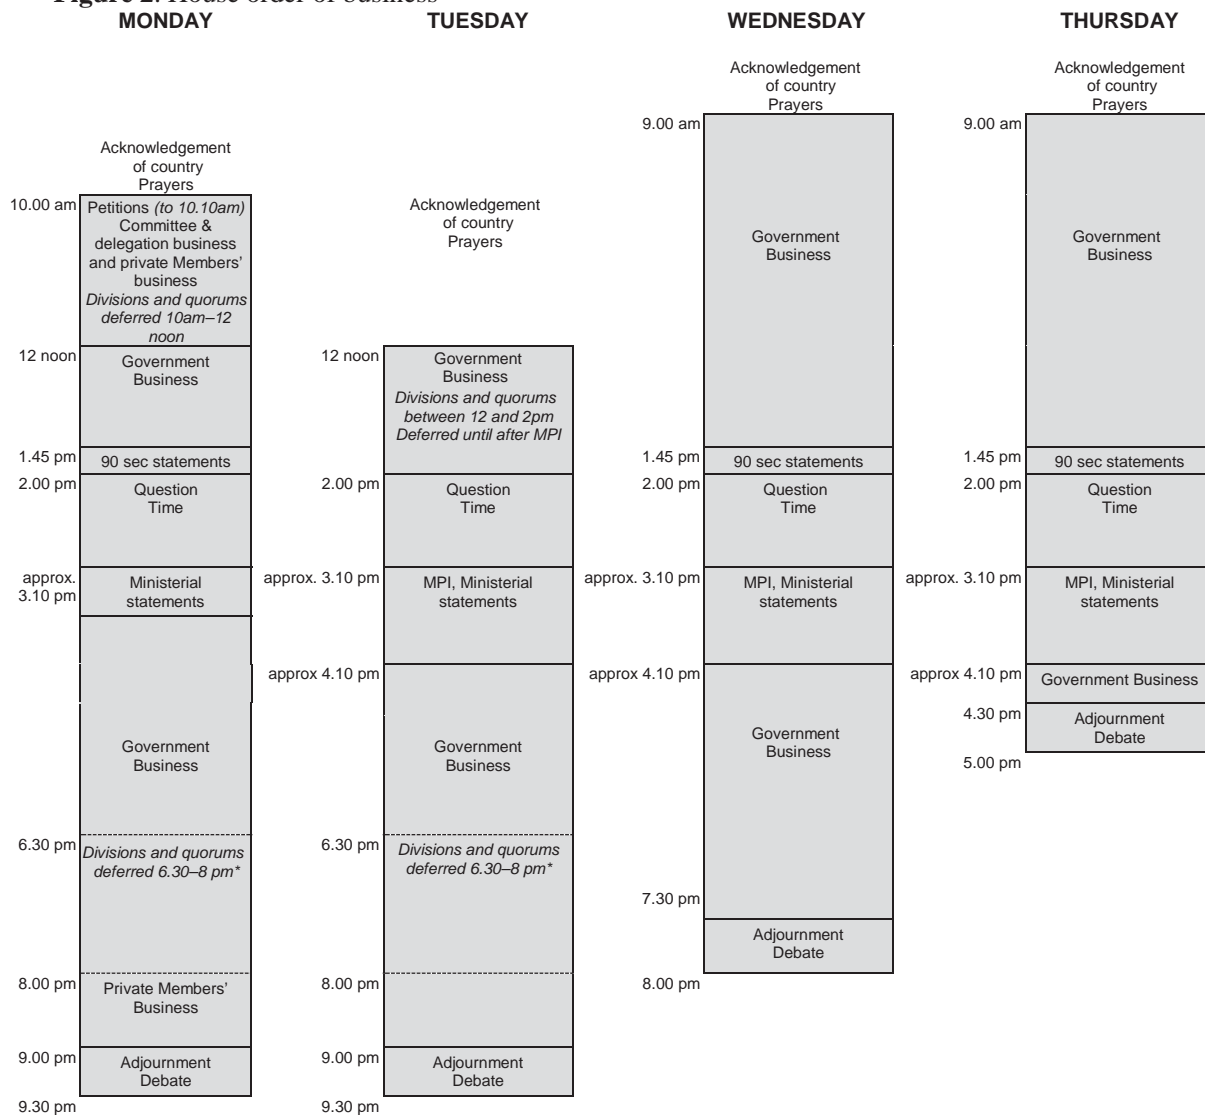 Figure 2. House order of business
MONDAY
Acknowledgement
of country
Prayers
10.00 am
Petitions (to 10.10am)
Committee &
delegation business
and private Members'
business
Divisions and quorums
deferred 10am–12
noon
12 noon
Government
Business
1.45 pm
90 sec statements
2.00 pm
Question
Time
approx.
3.10 pm
Ministerial
statements
Government
Business
6.30 pm
Divisions and quorums
deferred 6.30–8 pm*
8.00 pm
Private Members'
Business
9.00 pm
Adjournment
Debate
9.30 pm
TUESDAY
Acknowledgement
of country
Prayers
12 noon
Government
Business
Divisions and quorums
between 12 and 2pm
Deferred until after MPI
2.00 pm
Question
Time
approx. 3.10 pm
MPI, Ministerial
statements
approx 4.10 pm
Government
Business
6.30 pm
Divisions and quorums
deferred 6.30–8 pm*
8.00 pm
9.00 pm
Adjournment
Debate
9.30 pm
WEDNESDAY
Acknowledgement
of country
Prayers
9.00 am
Government
Business
1.45 pm
90 sec statements
2.00 pm
Question
Time
approx. 3.10 pm
MPI, Ministerial
statements
approx 4.10 pm
Government
Business
7.30 pm
Adjournment
Debate
8.00 pm
THURSDAY
Acknowledgement
of country
Prayers
9.00 am
Government
Business
1.45 pm
90 sec statements
2.00 pm
Question
Time
approx. 3.10 pm
MPI, Ministerial
statements
approx 4.10 pm
Government Business
4.30 pm
Adjournment
Debate
5.00 pm